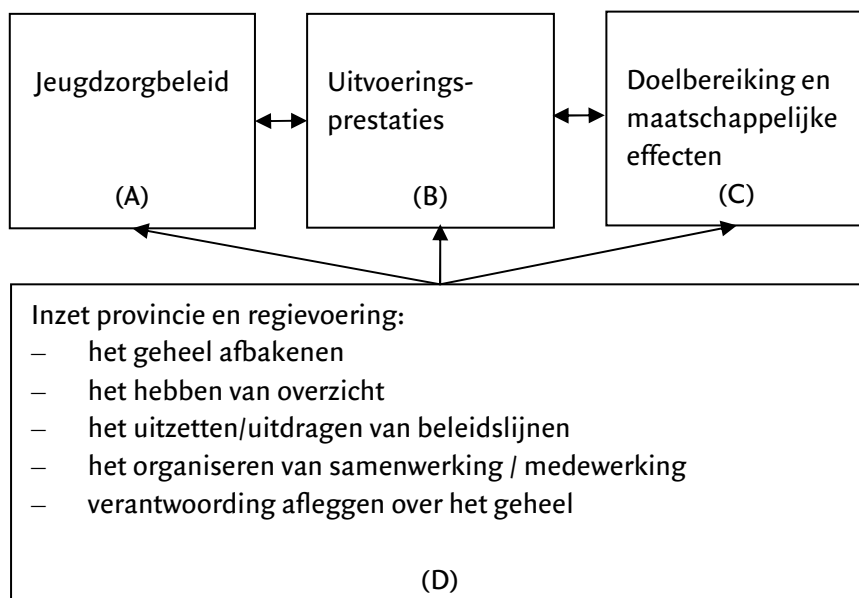 Jeugdzorgbeleid
(A)
Uitvoerings-
prestaties
(B)
Doelbereiking en
maatschappelijke
effecten
(C)
Inzet provincie en regievoering:
– het geheel afbakenen
– het hebben van overzicht
– het uitzetten/uitdragen van beleidslijnen
– het organiseren van samenwerking / medewerking
– verantwoording afleggen over het geheel
(D)